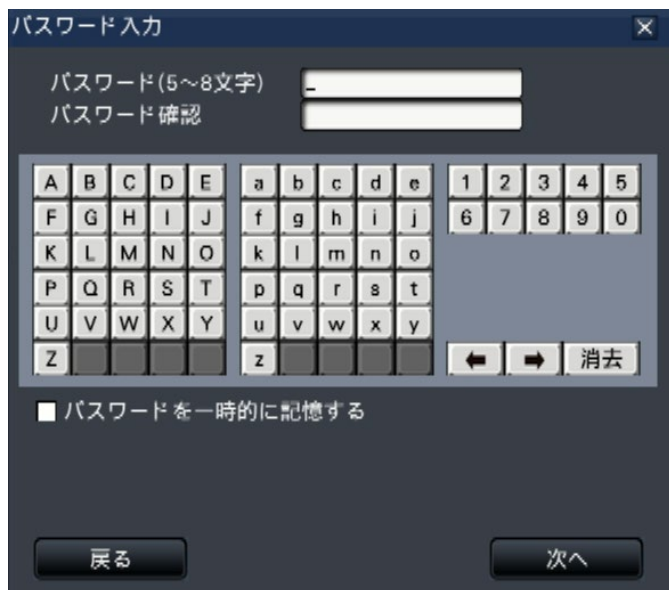 パスワード入力
パスワード(5～8文字)
パスワード確認
A B C D E a b c d e 1 2 3 4 5
F G H I J f g h i j 6 7 8 9 0
K L M N O k l m n o
P Q R S T p q r s t
U V W X Y u v w x y
Z z ← → 消去
パスワードを一時的に記憶する
戻る 次へ